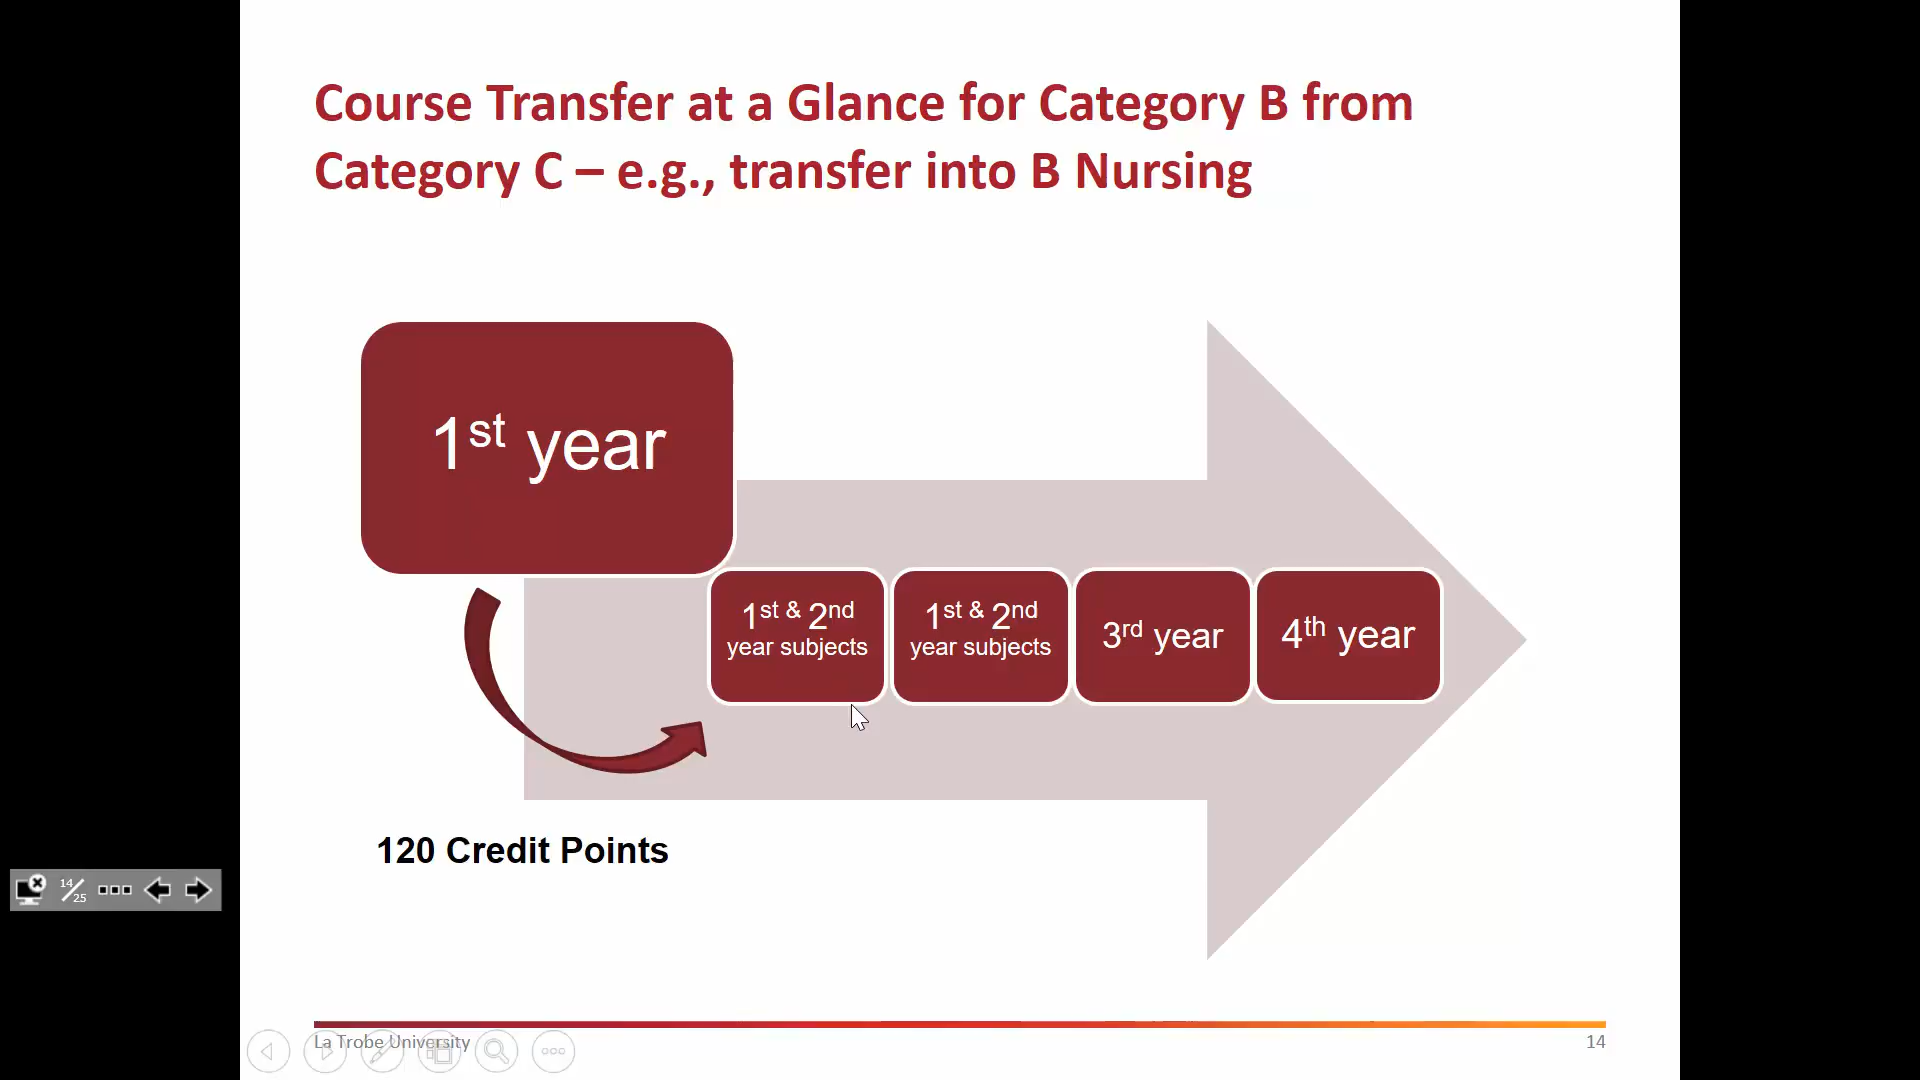 Course Transfer at a Glance for Category B from
Category C – e.g., transfer into B Nursing
1st year
1st & 2nd
year subjects
1st & 2nd
year subjects
3rd year
4th year
120 Credit Points
14/25
La Trobe University
14